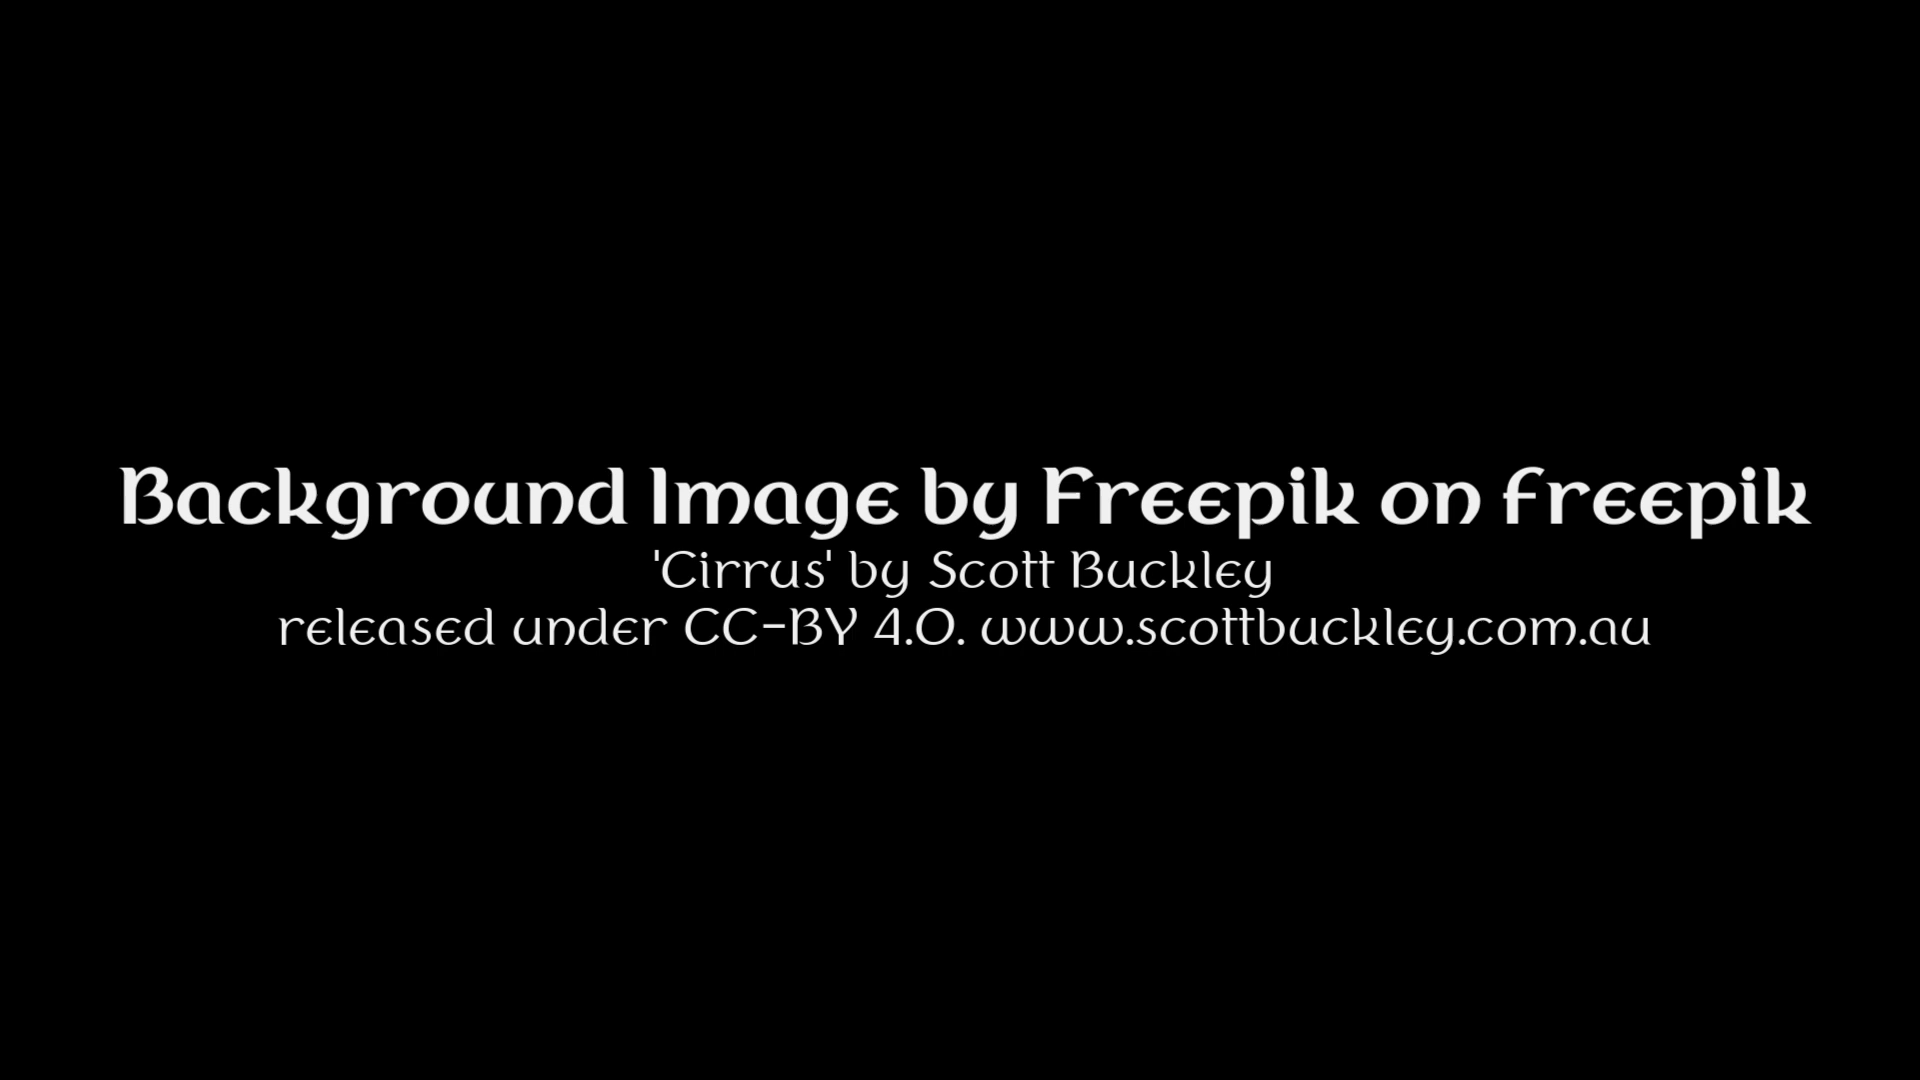 Background Image by Freepik on freepik
'Cirrus' by Scott Buckley
released under CC-BY 4.0. www.scottbuckley.com.au